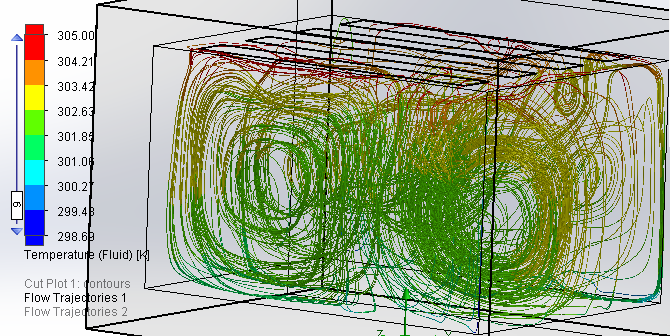 305.00
304.21
303.42
302.63
301.85
301.06
300.27
299.48
298.69
9
Temperature (Fluid) [K]
Cut Plot 1: contours
Flow Trajectories 1
Flow Trajectories 2